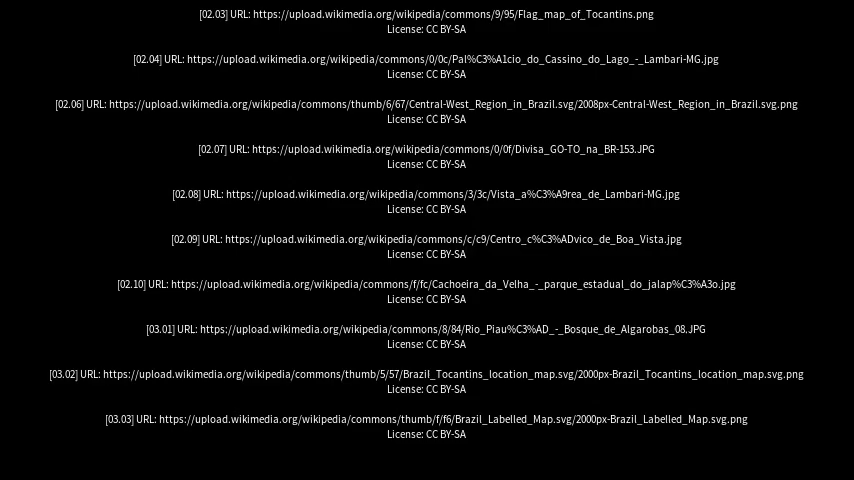 [02.03] URL: https://upload.wikimedia.org/wikipedia/commons/9/95/Flag_map_of_Tocantins.png
License: CC BY-SA
[02.04] URL: https://upload.wikimedia.org/wikipedia/commons/0/0c/Pal%C3%A1cio_do_Cassino_do_Lago_-_Lambari-MG.jpg
License: CC BY-SA
[02.06] URL: https://upload.wikimedia.org/wikipedia/commons/thumb/6/67/Central-West_Region_in_Brazil.svg/2008px-Central-West_Region_in_Brazil.svg.png
License: CC BY-SA
[02.07] URL: https://upload.wikimedia.org/wikipedia/commons/0/0f/Divisa_GO-TO_na_BR-153.JPG
License: CC BY-SA
[02.08] URL: https://upload.wikimedia.org/wikipedia/commons/3/3c/Vista_a%C3%A9rea_de_Lambari-MG.jpg
License: CC BY-SA
[02.09] URL: https://upload.wikimedia.org/wikipedia/commons/c/c9/Centro_c%C3%ADvico_de_Boa_Vista.jpg
License: CC BY-SA
[02.10] URL: https://upload.wikimedia.org/wikipedia/commons/f/fc/Cachoeira_da_Velha_-_parque_estadual_do_jalap%C3%A3o.jpg
License: CC BY-SA
[03.01] URL: https://upload.wikimedia.org/wikipedia/commons/8/84/Rio_Piau%C3%AD_-_Bosque_de_Algarobas_08.JPG
License: CC BY-SA
[03.02] URL: https://upload.wikimedia.org/wikipedia/commons/thumb/5/57/Brazil_Tocantins_location_map.svg/2000px-Brazil_Tocantins_location_map.svg.png
License: CC BY-SA
[03.03] URL: https://upload.wikimedia.org/wikipedia/commons/thumb/f/f6/Brazil_Labelled_Map.svg/2000px-Brazil_Labelled_Map.svg.png
License: CC BY-SA